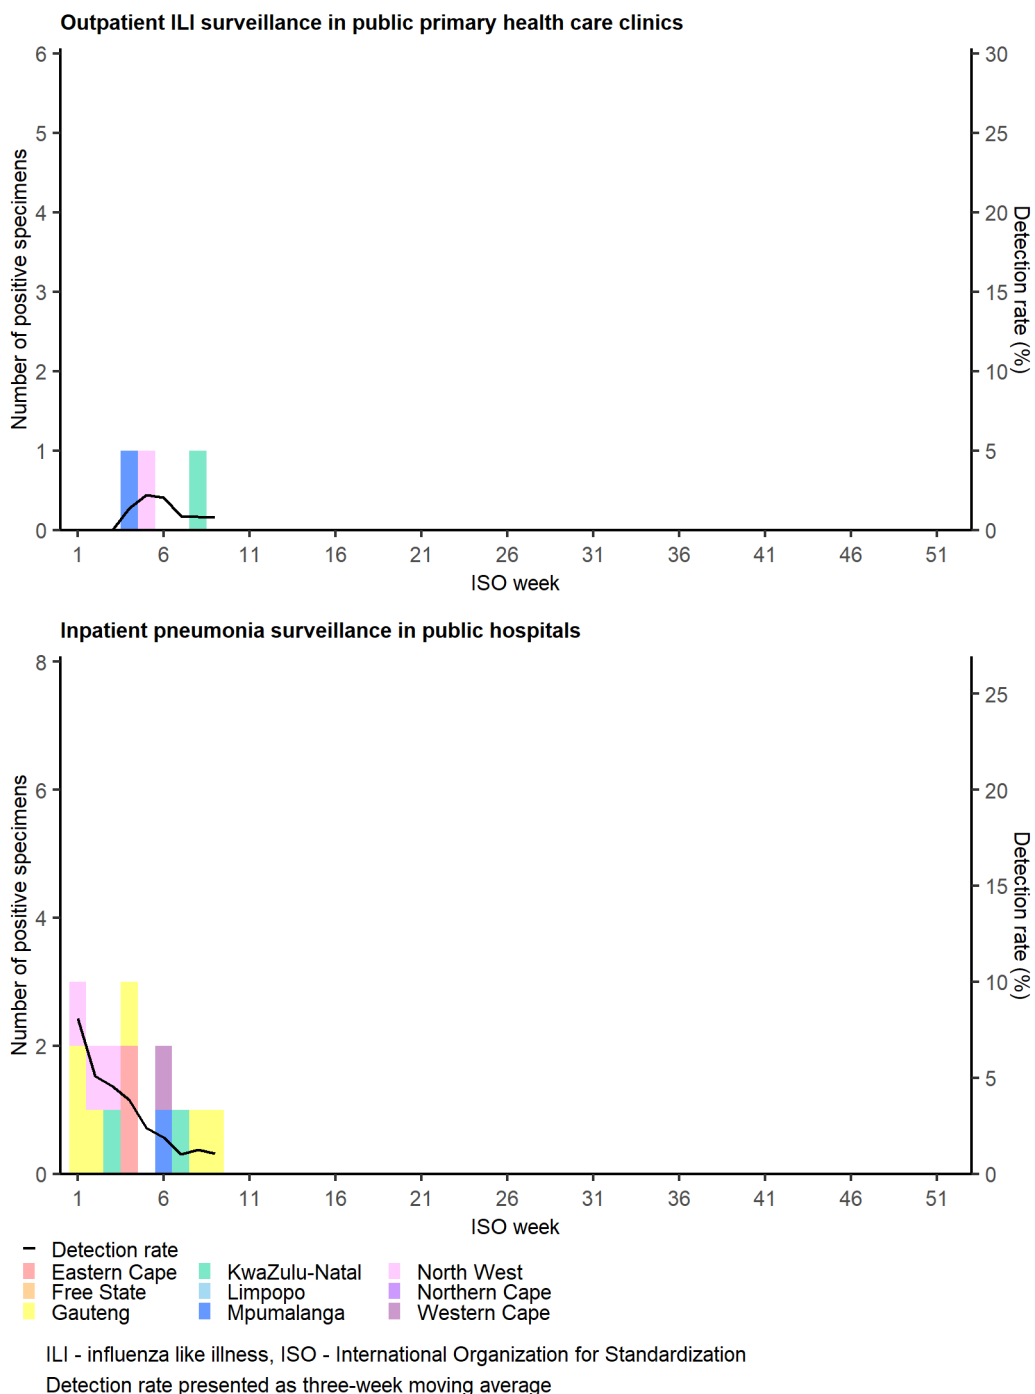 Outpatient ILI surveillance in public primary health care clinics
Number of positive specimens
6
5
4
3
2
1
0
30
25
20
15
10
5
0
Detection rate (%)
1 6 11 16 21 26 31 36 41 46 51
ISO week
Inpatient pneumonia surveillance in public hospitals
Number of positive specimens
8
6
4
2
0
25
20
15
10
5
0
Detection rate (%)
1 6 11 16 21 26 31 36 41 46 51
ISO week
Detection rate
Eastern Cape KwaZulu-Natal North West
Free State Limpopo Northern Cape
Gauteng Mpumalanga Western Cape
ILI - influenza like illness, ISO - International Organization for Standardization
Detection rate presented as three-week moving average